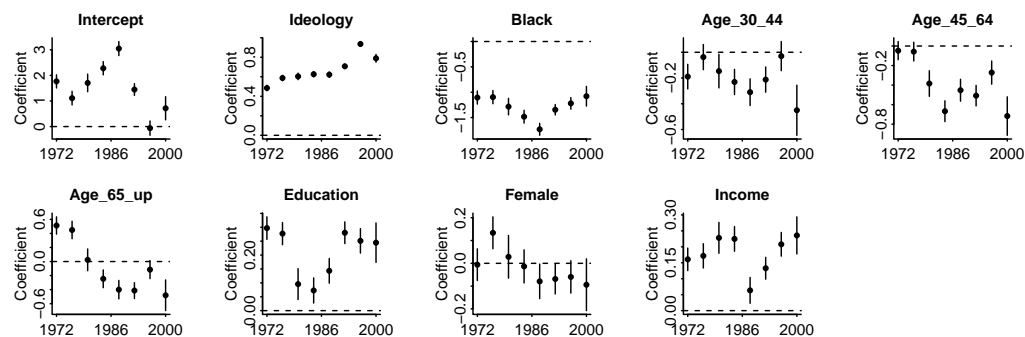 Intercept
Coefficient
3
2
1
0
1972 1986 2000
Ideology
Coefficient
0.8
0.4
0.0
1972 1986 2000
Black
Coefficient
−0.5
−1.5
1972 1986 2000
Age_30_44
Coefficient
−0.2
−0.6
1972 1986 2000
Age_45_64
Coefficient
−0.2
−0.8
1972 1986 2000
Age_65_up
Coefficient
0.6
0.0
−0.6
1972 1986 2000
Education
Coefficient
0.20
0.00
1972 1986 2000
Female
Coefficient
0.2
0.0
−0.2
1972 1986 2000
Income
Coefficient
0.30
0.15
0.00
1972 1986 2000